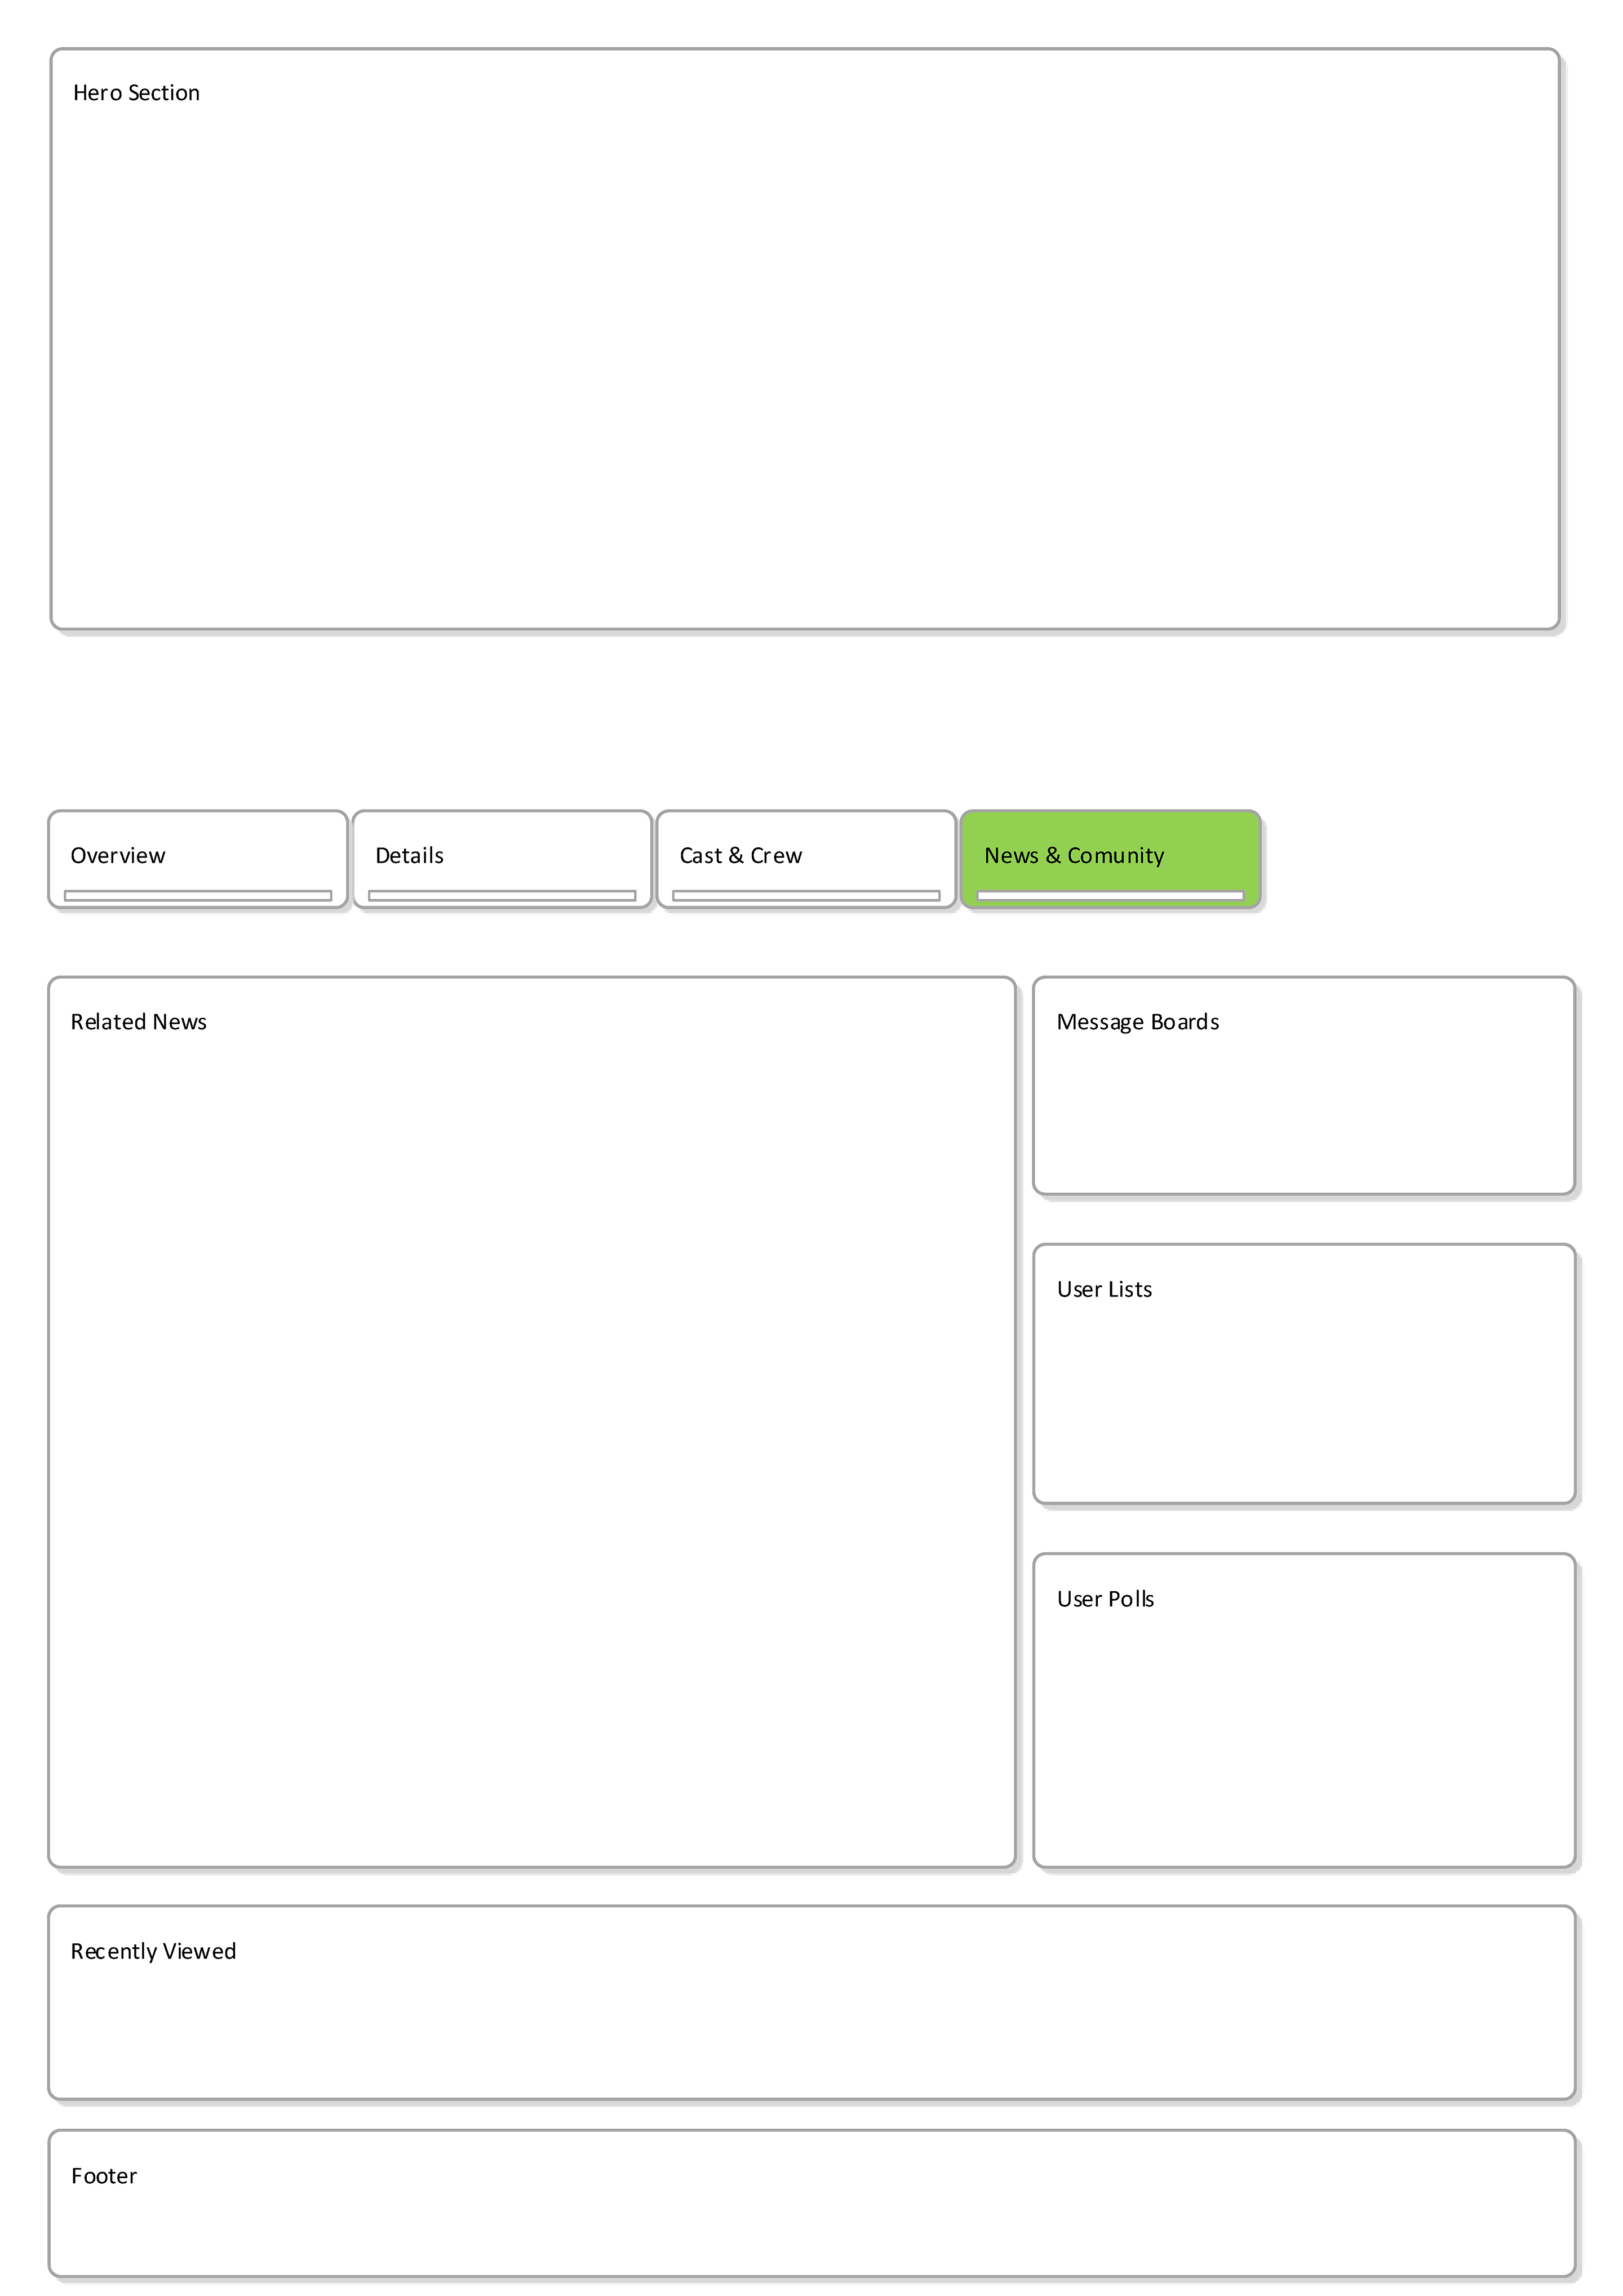 Hero Section
Overview
Details
Cast & Crew
News & Comunity
Related News
Message Boards
User Lists
User Polls
Recently Viewed
Footer